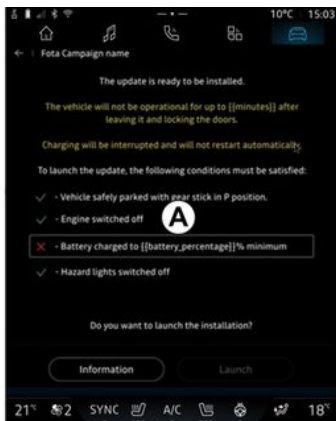 10°C 15:03
← Fota Campaign name
The update is ready to be installed.
The vehicle will not be operational for up to {{minutes}} after
leaving it and locking the doors.
Charging will be interrupted and will not restart automatically.
To launch the update, the following conditions must be satisfied:
- Vehicle safely parked with gear stick in P position.
- Engine switched off
A
- Battery charged to {{battery_percentage}}% minimum
- Hazard lights switched off
Do you want to launch the installation?
Information Launch
21°C 2 SYNC A/C 18°C